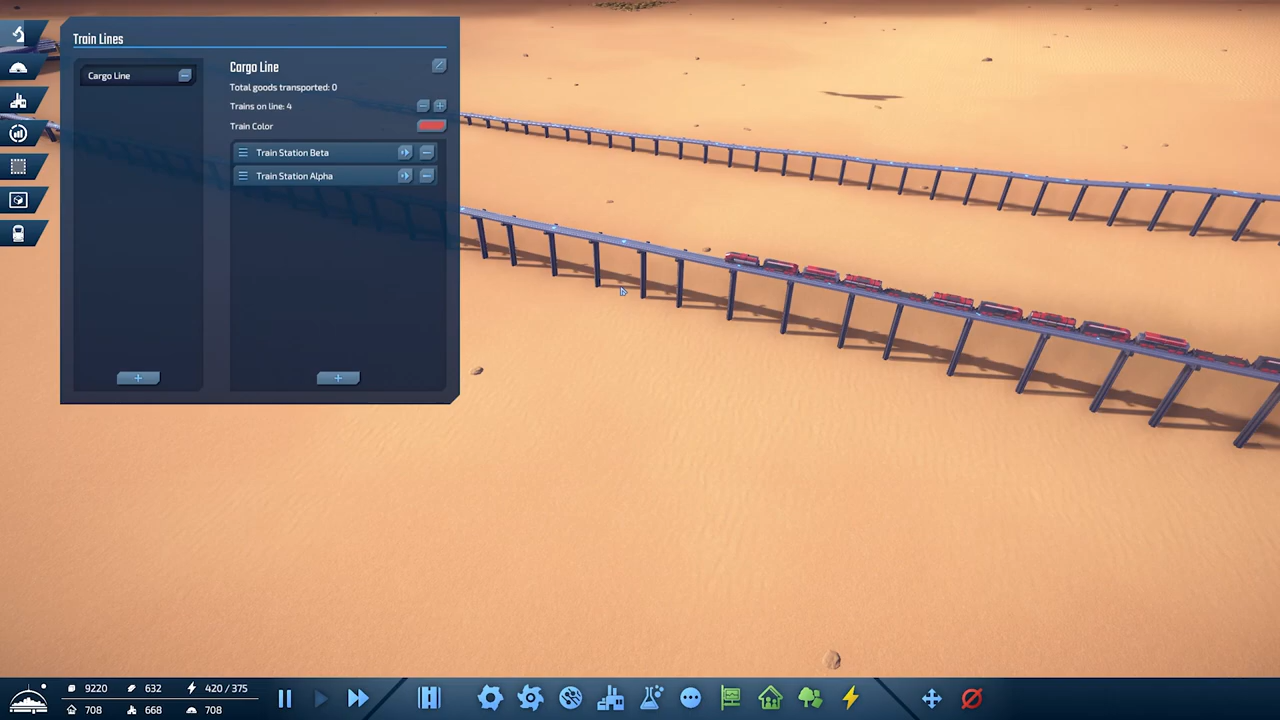 Train Lines
Cargo Line
Cargo Line
Total goods transported: 0
Trains on line: 4
Train Color
Train Station Beta
Train Station Alpha
9220 632 420 / 375
708 668 708